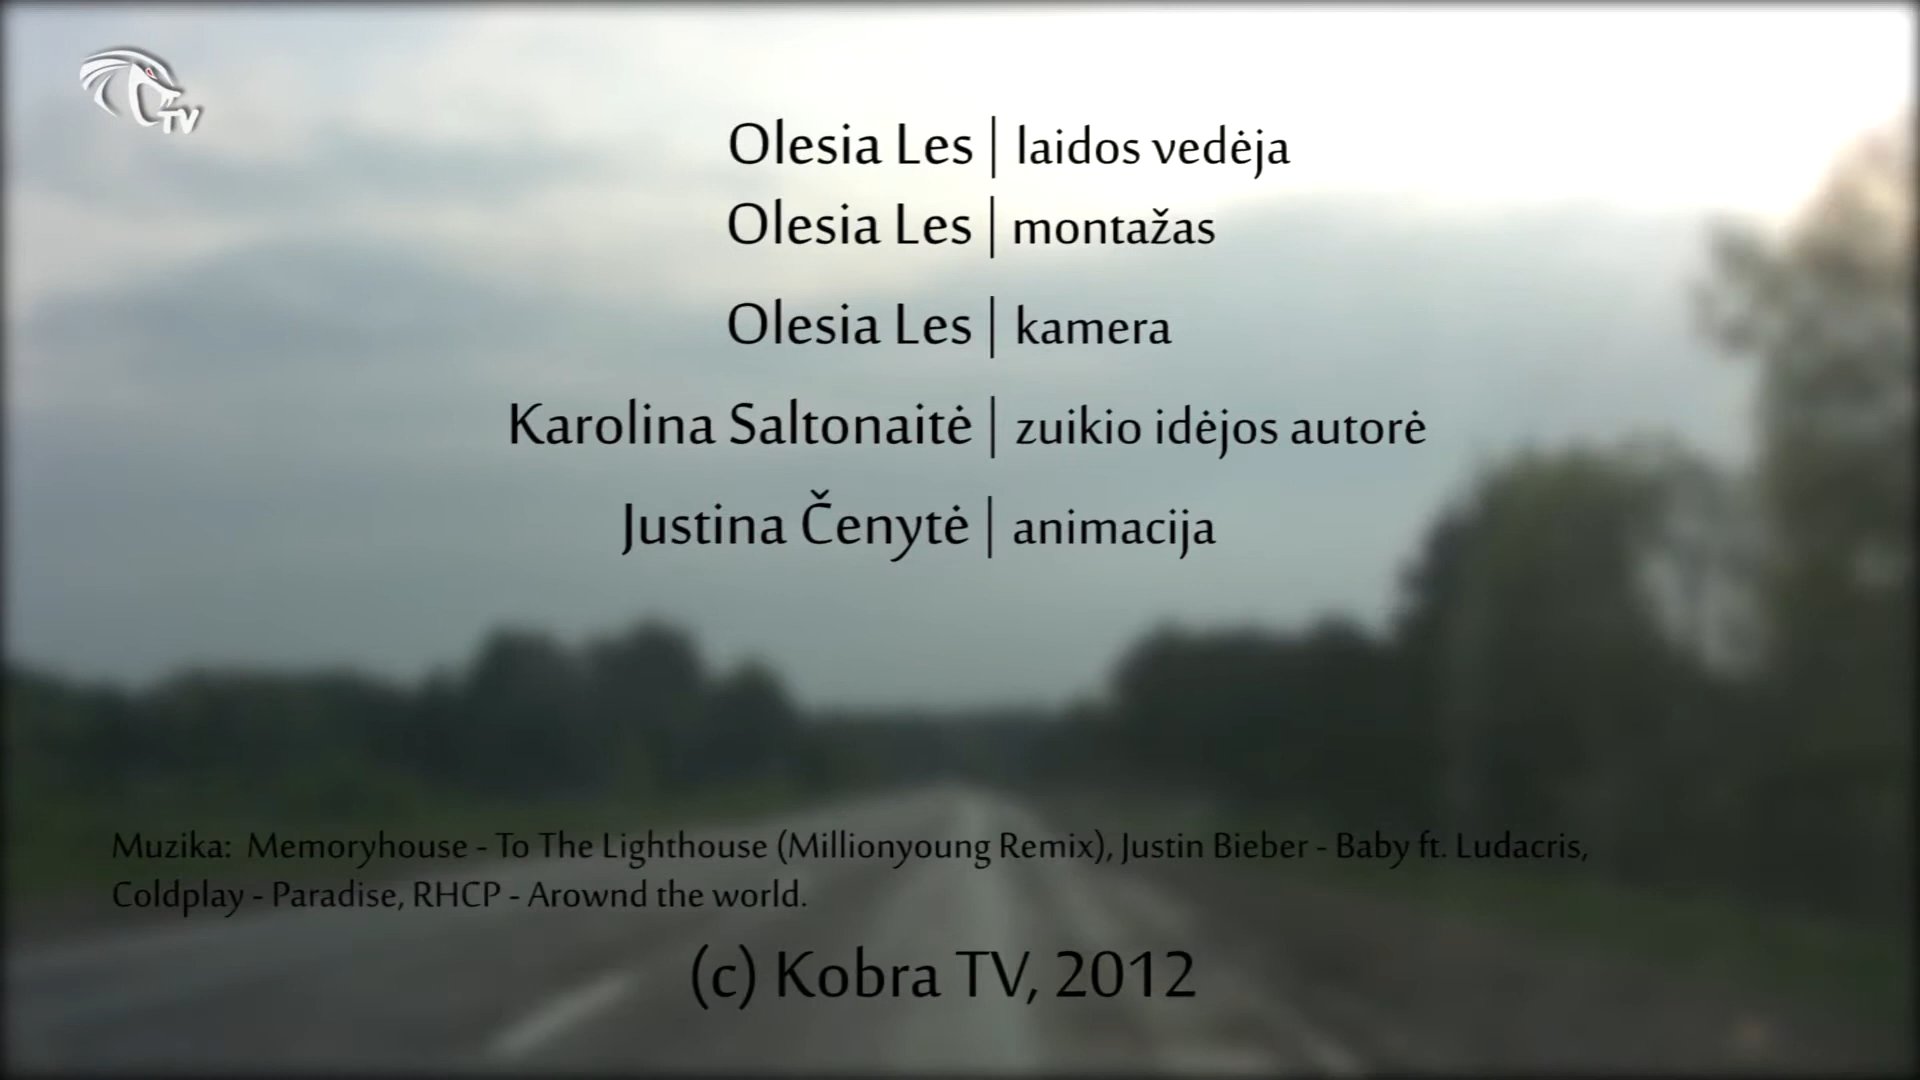 TV
Olesia Les | laidos vedėja
Olesia Les | montažas
Olesia Les | kamera
Karolina Saltonaitė | zuikio idėjos autorė
Justina Čenytė | animacija
Muzika: Memoryhouse - To The Lighthouse (Millionyoung Remix), Justin Bieber - Baby ft. Ludacris,
Coldplay - Paradise, RHCP - Arownd the world.
(c) Kobra TV, 2012